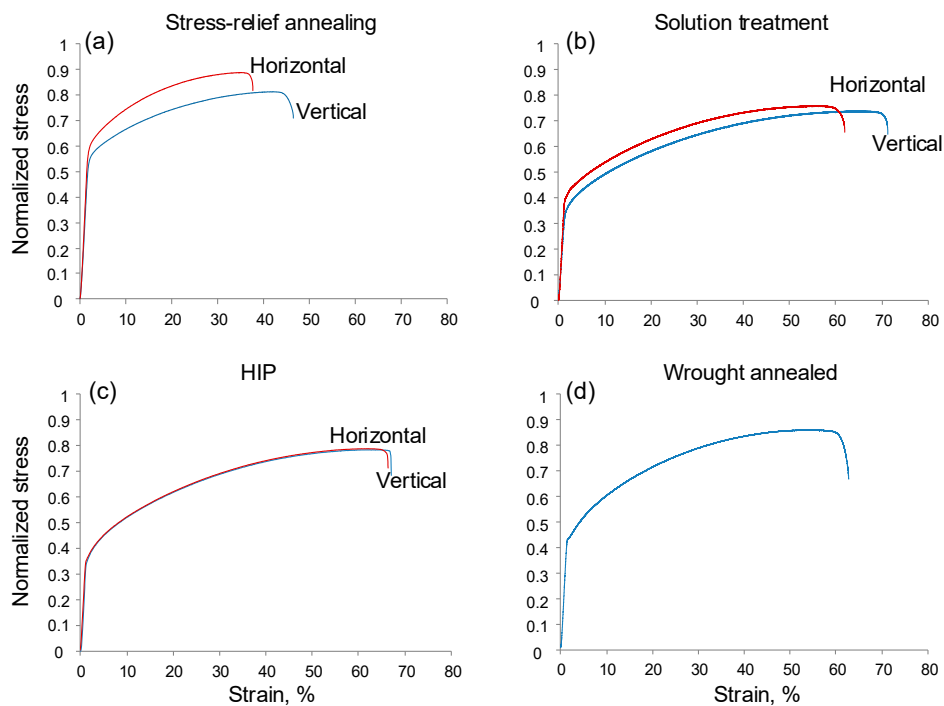 Stress-relief annealing
(a)
Normalized stress
1
0.9
0.8
0.7
0.6
0.5
0.4
0.3
0.2
0.1
0
0 10 20 30 40 50 60 70 80
Horizontal
Vertical
Solution treatment
(b)
1
0.9
0.8
0.7
0.6
0.5
0.4
0.3
0.2
0.1
0
0 10 20 30 40 50 60 70 80
Horizontal
Vertical
HIP
(c)
Normalized stress
1
0.9
0.8
0.7
0.6
0.5
0.4
0.3
0.2
0.1
0
0 10 20 30 40 50 60 70 80
Strain, %
Horizontal
Vertical
Wrought annealed
(d)
1
0.9
0.8
0.7
0.6
0.5
0.4
0.3
0.2
0.1
0
0 10 20 30 40 50 60 70 80
Strain, %